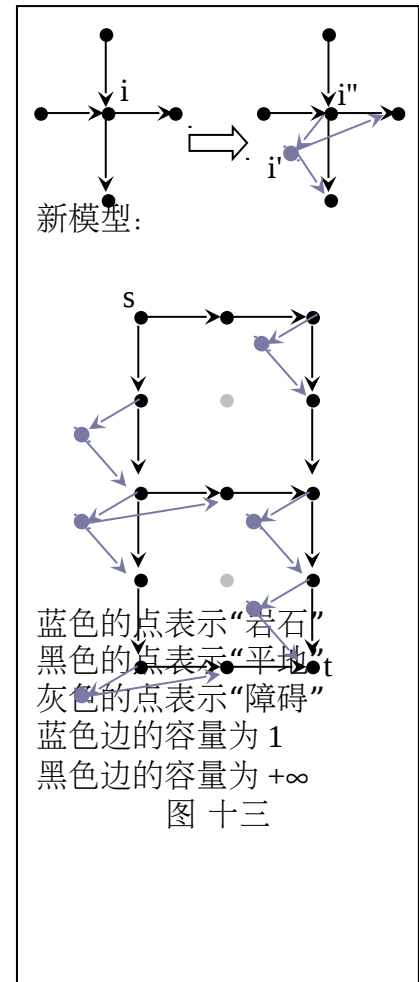 i
i''
i'
新模型：
s
蓝色的点表示“岩石”
黑色的点表示“平地”
t
灰色的点表示“障碍”
蓝色边的容量为 1
黑色边的容量为 +∞
图 十三